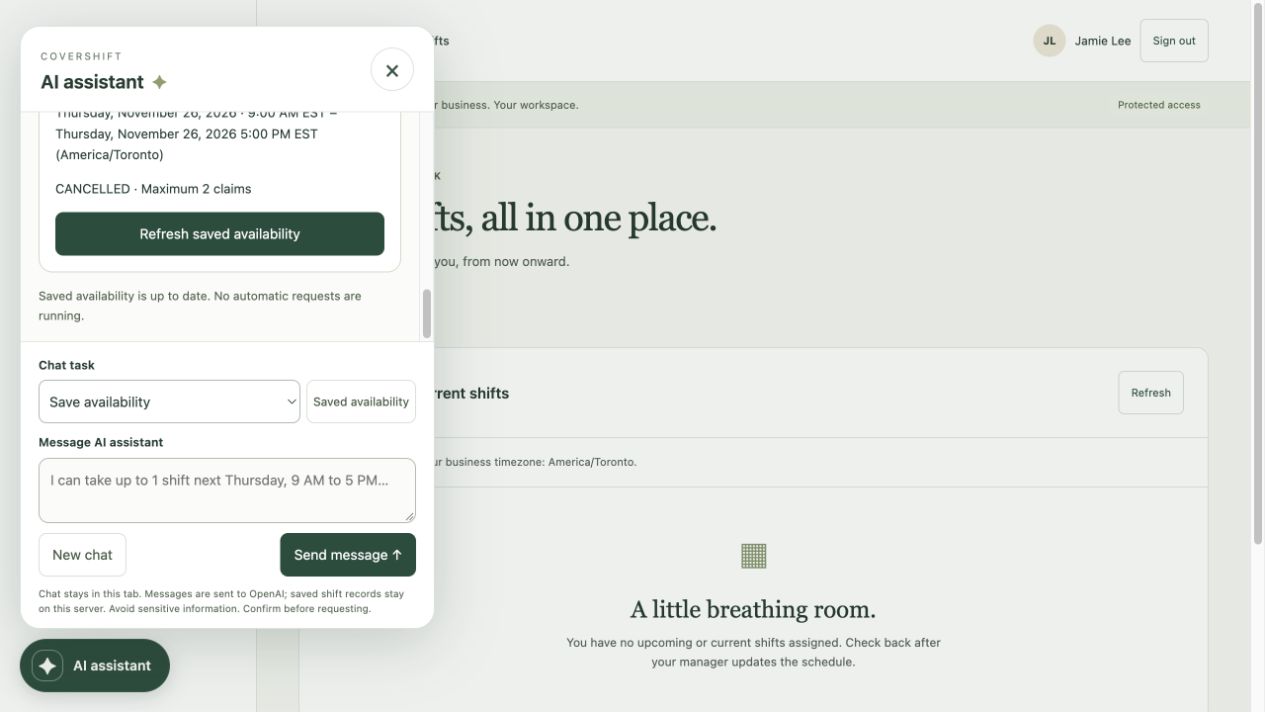 COVERSHIFT
AI assistant
Thursday, November 26, 2026 · 9:00 AM EST –
Thursday, November 26, 2026 5:00 PM EST
(America/Toronto)
CANCELLED · Maximum 2 claims
Refresh saved availability
Saved availability is up to date. No automatic requests are
running.
Chat task
Save availability
Saved availability
Message AI assistant
I can take up to 1 shift next Thursday, 9 AM to 5 PM...
New chat
Send message ↑
Chat stays in this tab. Messages are sent to OpenAI; saved shift records stay
on this server. Avoid sensitive information. Confirm before requesting.
AI assistant
JL
Jamie Lee
Sign out
business. Your workspace.
Protected access
all in one place.
you, from now onward.
shifts
Refresh
business timezone: America/Toronto.
A little breathing room.
You have no upcoming or current shifts assigned. Check back after
your manager updates the schedule.